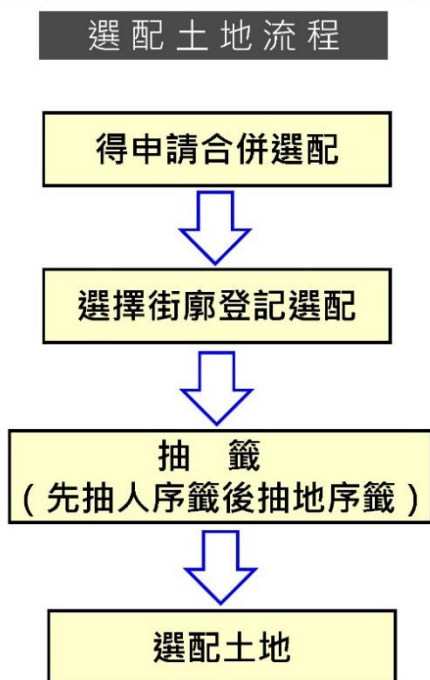 選配土地流程
得申請合併選配
選擇街廓登記選配
抽 籤
(先抽人序籤後抽地序籤)
選配土地